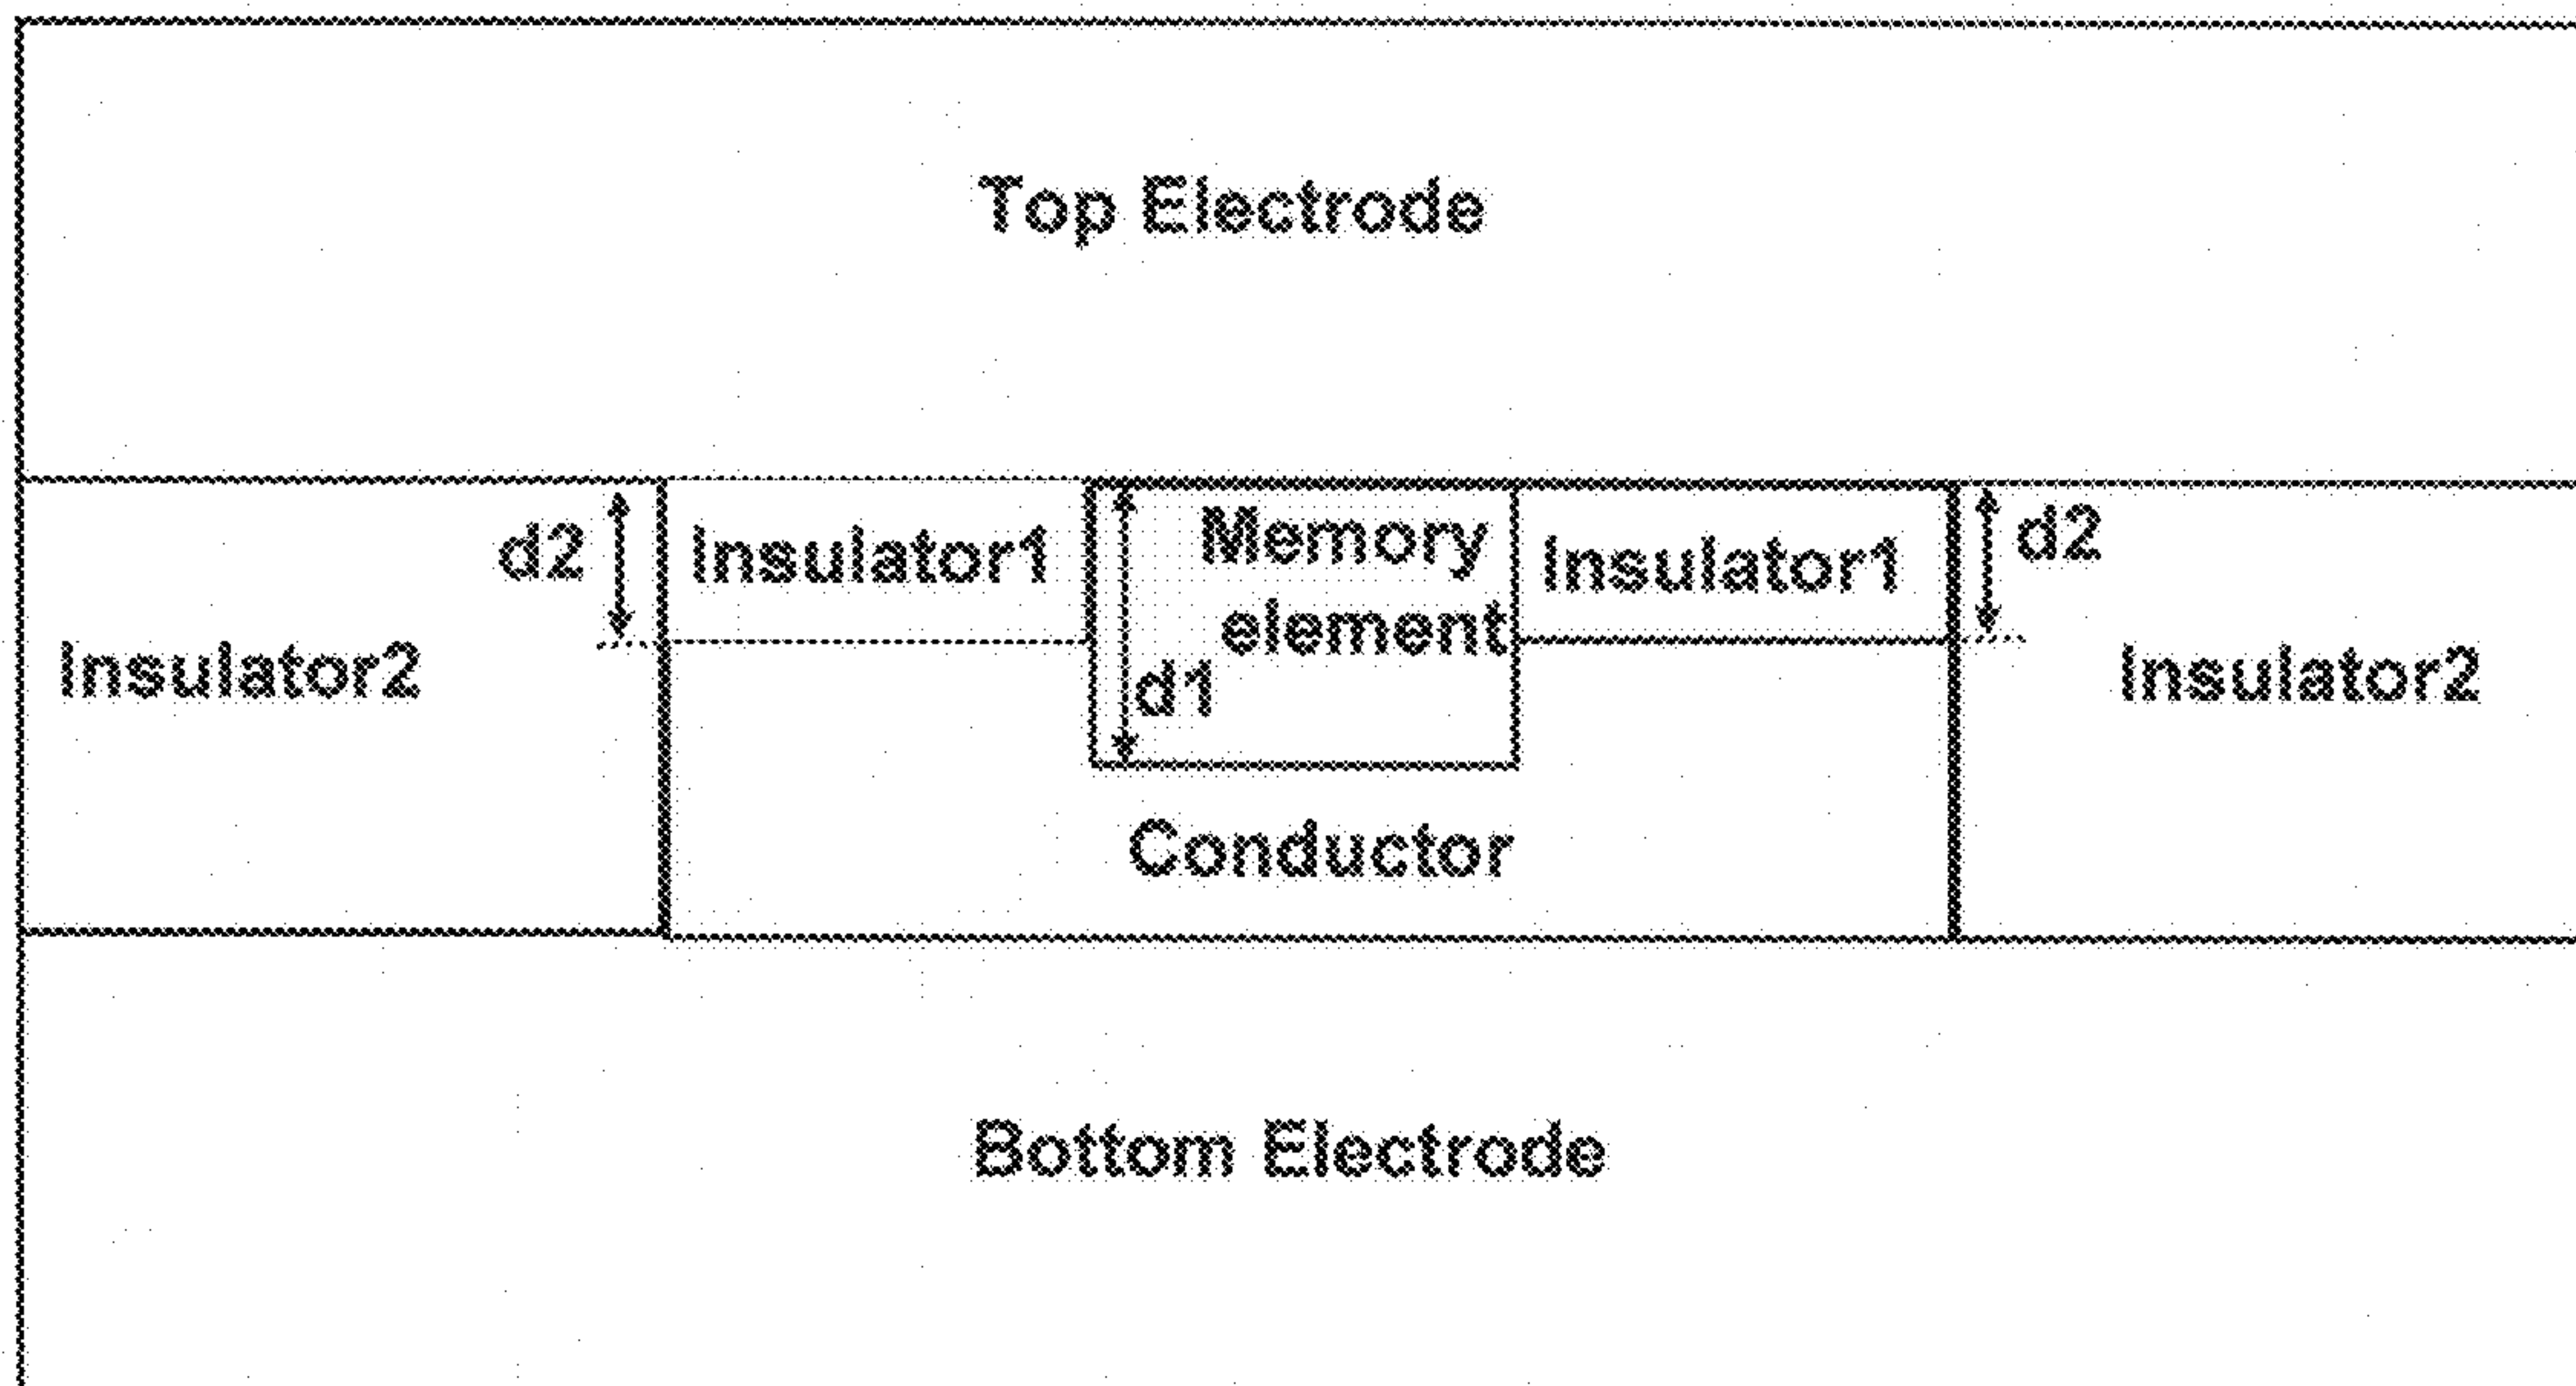 Top Electrode
d2
Insulator1
Memory
element
d1
Insulator1
d2
Insulator2
Insulator2
Conductor
Bottom Electrode